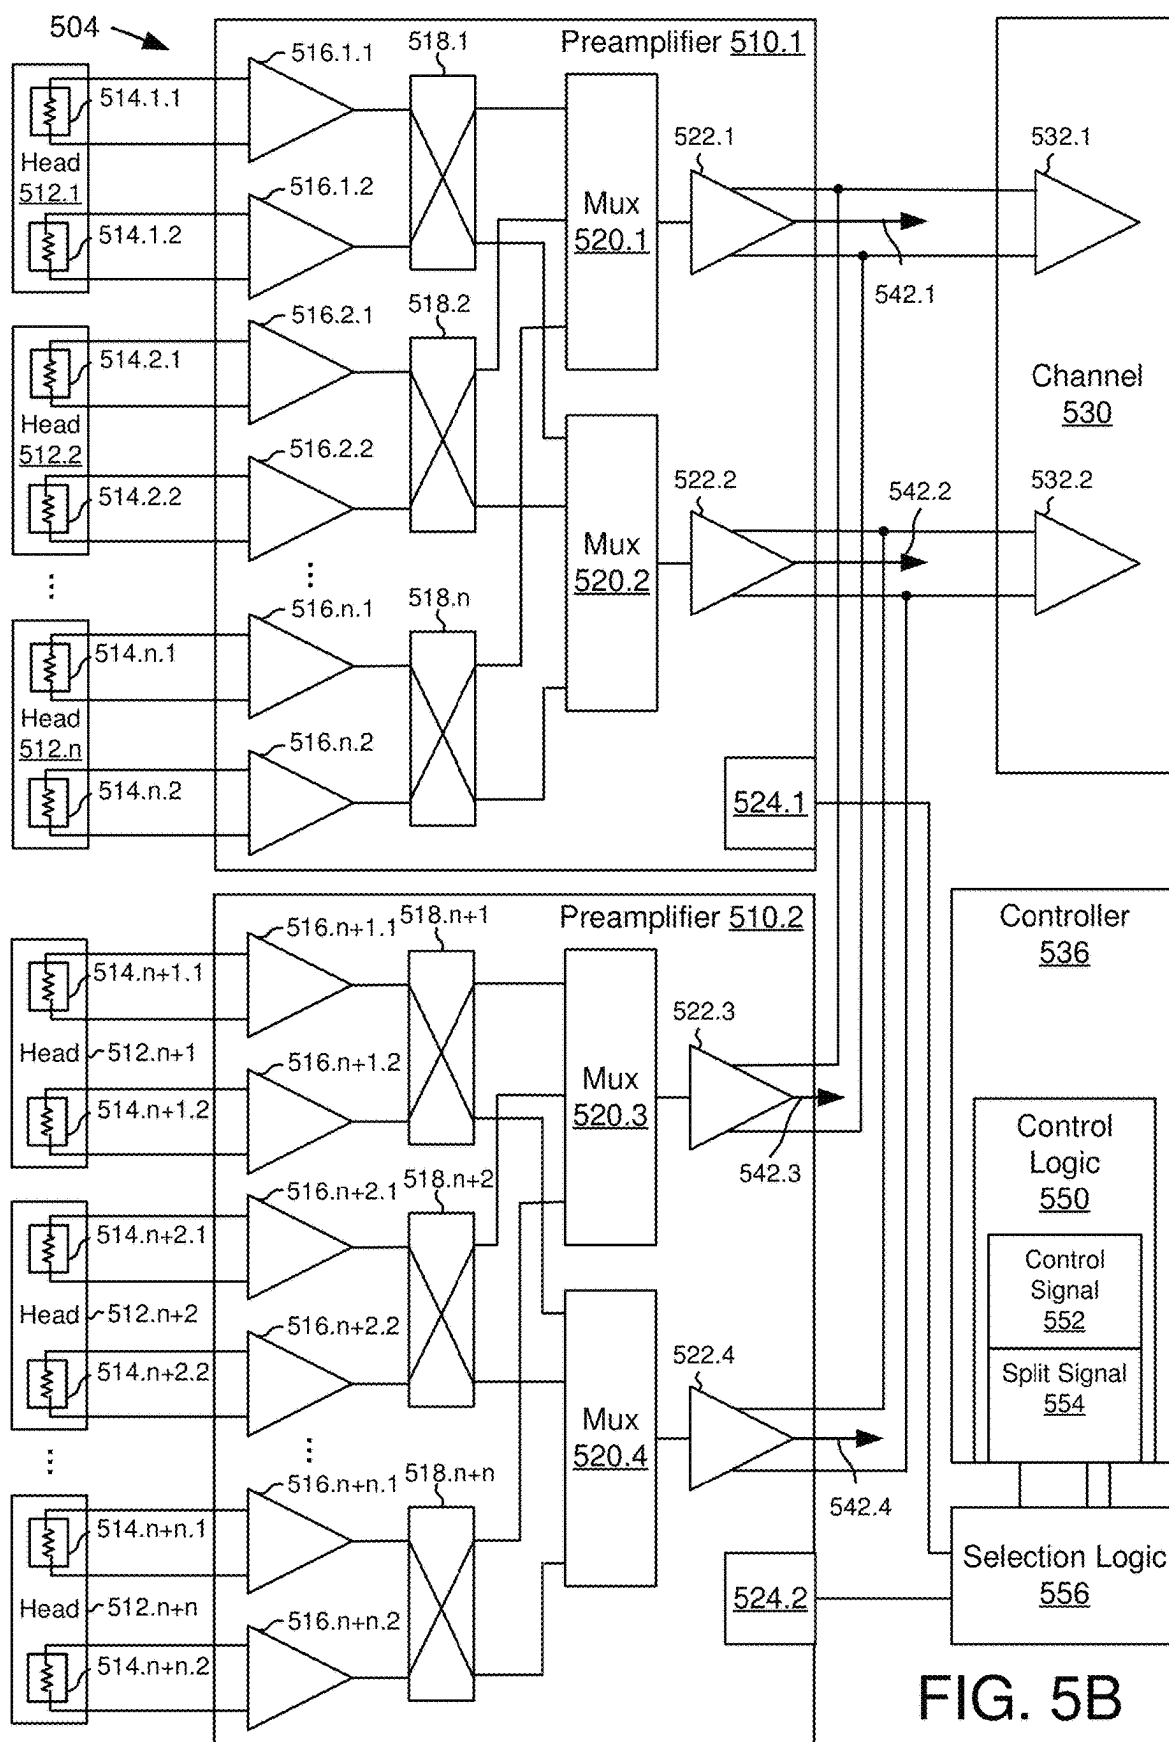 504
516.1.1
518.1
Preamplifier 510.1
514.1.1
522.1
532.1
Head
512.1
516.1.2
Mux
520.1
514.1.2
542.1
516.2.1
518.2
514.2.1
Channel
530
Head
512.2
516.2.2
522.2
542.2
532.2
514.2.2
Mux
520.2
...
...
516.n.1
518.n
514.n.1
Head
512.n
516.n.2
514.n.2
524.1
516.n+1.1
518.n+1
Preamplifier 510.2
Controller
536
514.n+1.1
522.3
Head
512.n+1
516.n+1.2
Mux
520.3
514.n+1.2
Control
Logic
550
542.3
516.n+2.1
518.n+2
514.n+2.1
Control
Signal
552
Head
512.n+2
516.n+2.2
522.4
514.n+2.2
Split Signal
554
Mux
520.4
...
...
516.n+n.1
518.n+n
542.4
514.n+n.1
Selection Logic
556
Head
512.n+n
524.2
516.n+n.2
514.n+n.2
FIG. 5B